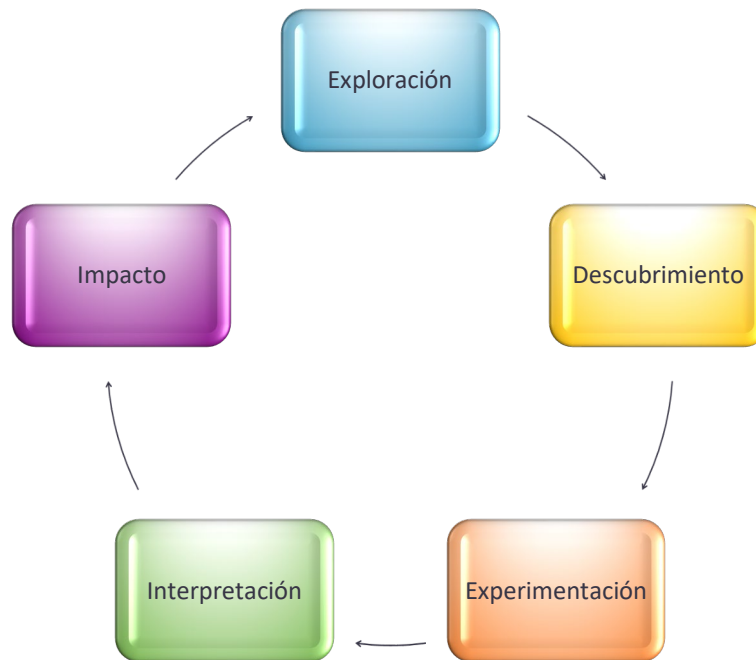 Exploración
Descubrimiento
Experimentación
Interpretación
Impacto